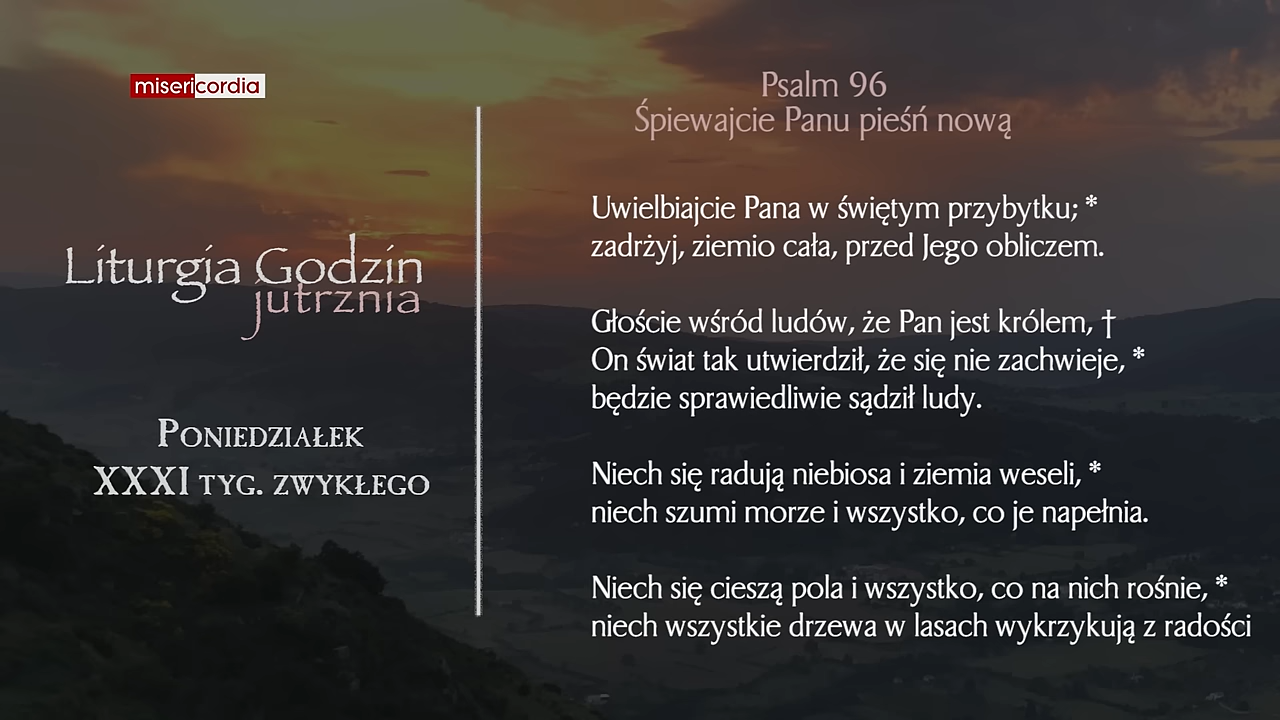 misericordia
Liturgia Godzin
jutrznia
Poniedziałek
XXXI tyg. zwykłego
Psalm 96
Śpiewajcie Panu pieśń nową
Uwielbiajcie Pana w świętym przybytku; *
zadrżyj, ziemio cała, przed Jego obliczem.
Głoście wśród ludów, że Pan jest królem, †
On świat tak utwierdził, że się nie zachwieje, *
będzie sprawiedliwie sądził ludy.
Niech się radują niebiosa i ziemia weseli, *
niech szumi morze i wszystko, co je napełnia.
Niech się cieszą pola i wszystko, co na nich rośnie, *
niech wszystkie drzewa w lasach wykrzykują z radości